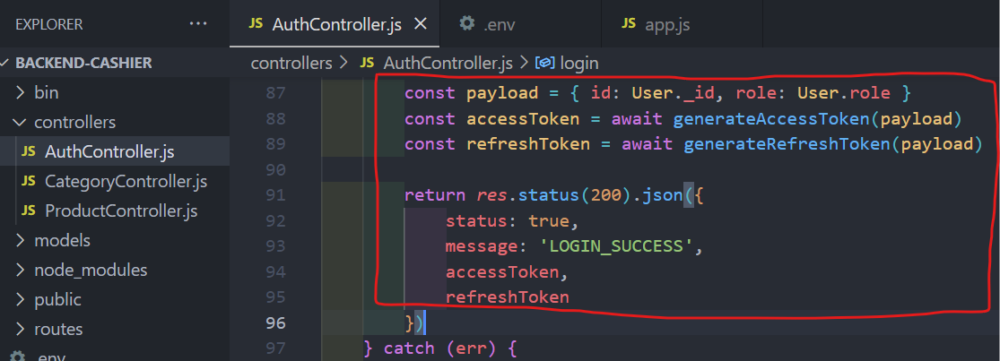 EXPLORER
···
JS AuthController.js ×
.env
JS app.js
BACKEND-CASHIER
controllers > JS AuthController.js > login
> bin
controllers
JS AuthController.js
JS CategoryController.js
JS ProductController.js
> models
> node_modules
> public
> routes
.env
87 const payload = { id: User._id, role: User.role }
88 const accessToken = await generateAccessToken(payload)
89 const refreshToken = await generateRefreshToken(payload)
90
91 return res.status(200).json({
92 status: true,
93 message: 'LOGIN_SUCCESS',
94 accessToken,
95 refreshToken
96 })
97 } catch (err) {